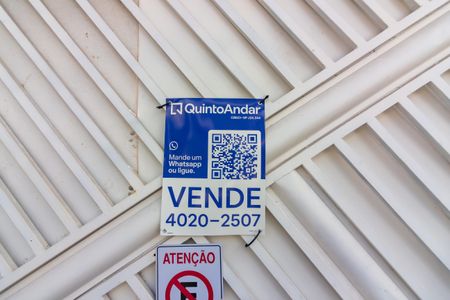 QuintoAndar
Mande um
Whatsapp
ou ligue.
VENDE
4020-2507
ATENÇÃO
E